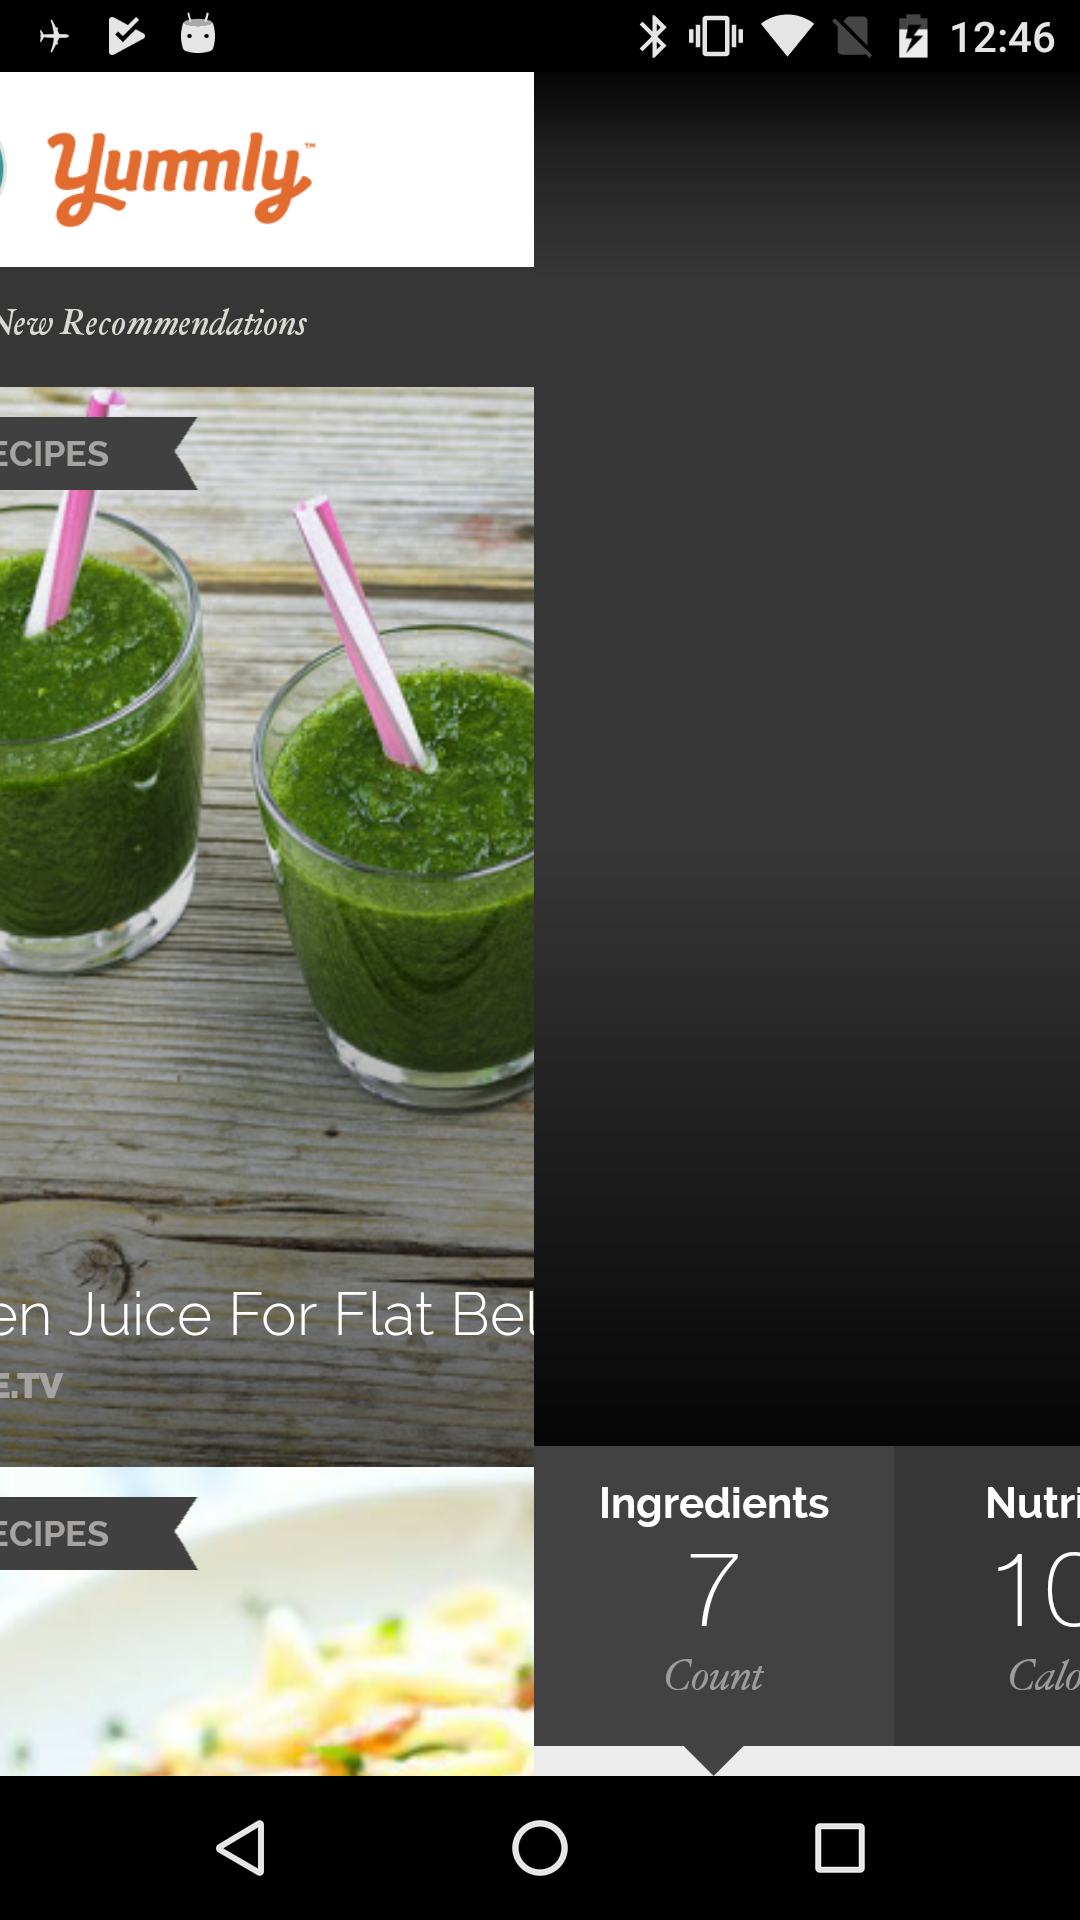 12:46
Yummly™
New Recommendations
ECIPES
en Juice For Flat Bel
E.TV
ECIPES
Ingredients
7
Count
Nutri
10
Calo